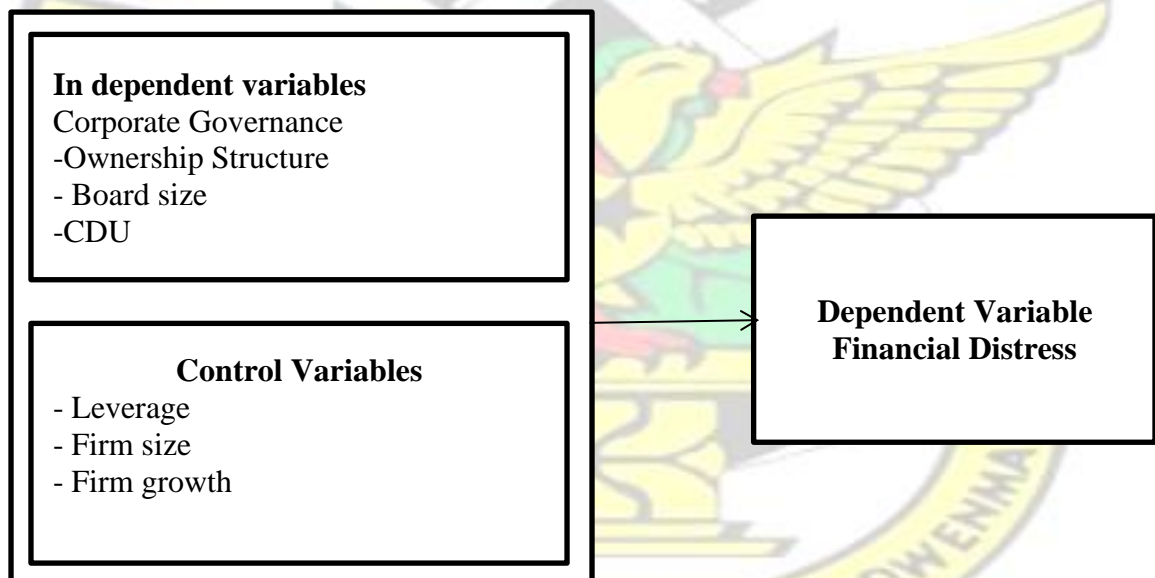 In dependent variables
Corporate Governance
-Ownership Structure
- Board size
-CDU
Control Variables
- Leverage
- Firm size
- Firm growth
Dependent Variable
Financial Distress
OWENMA